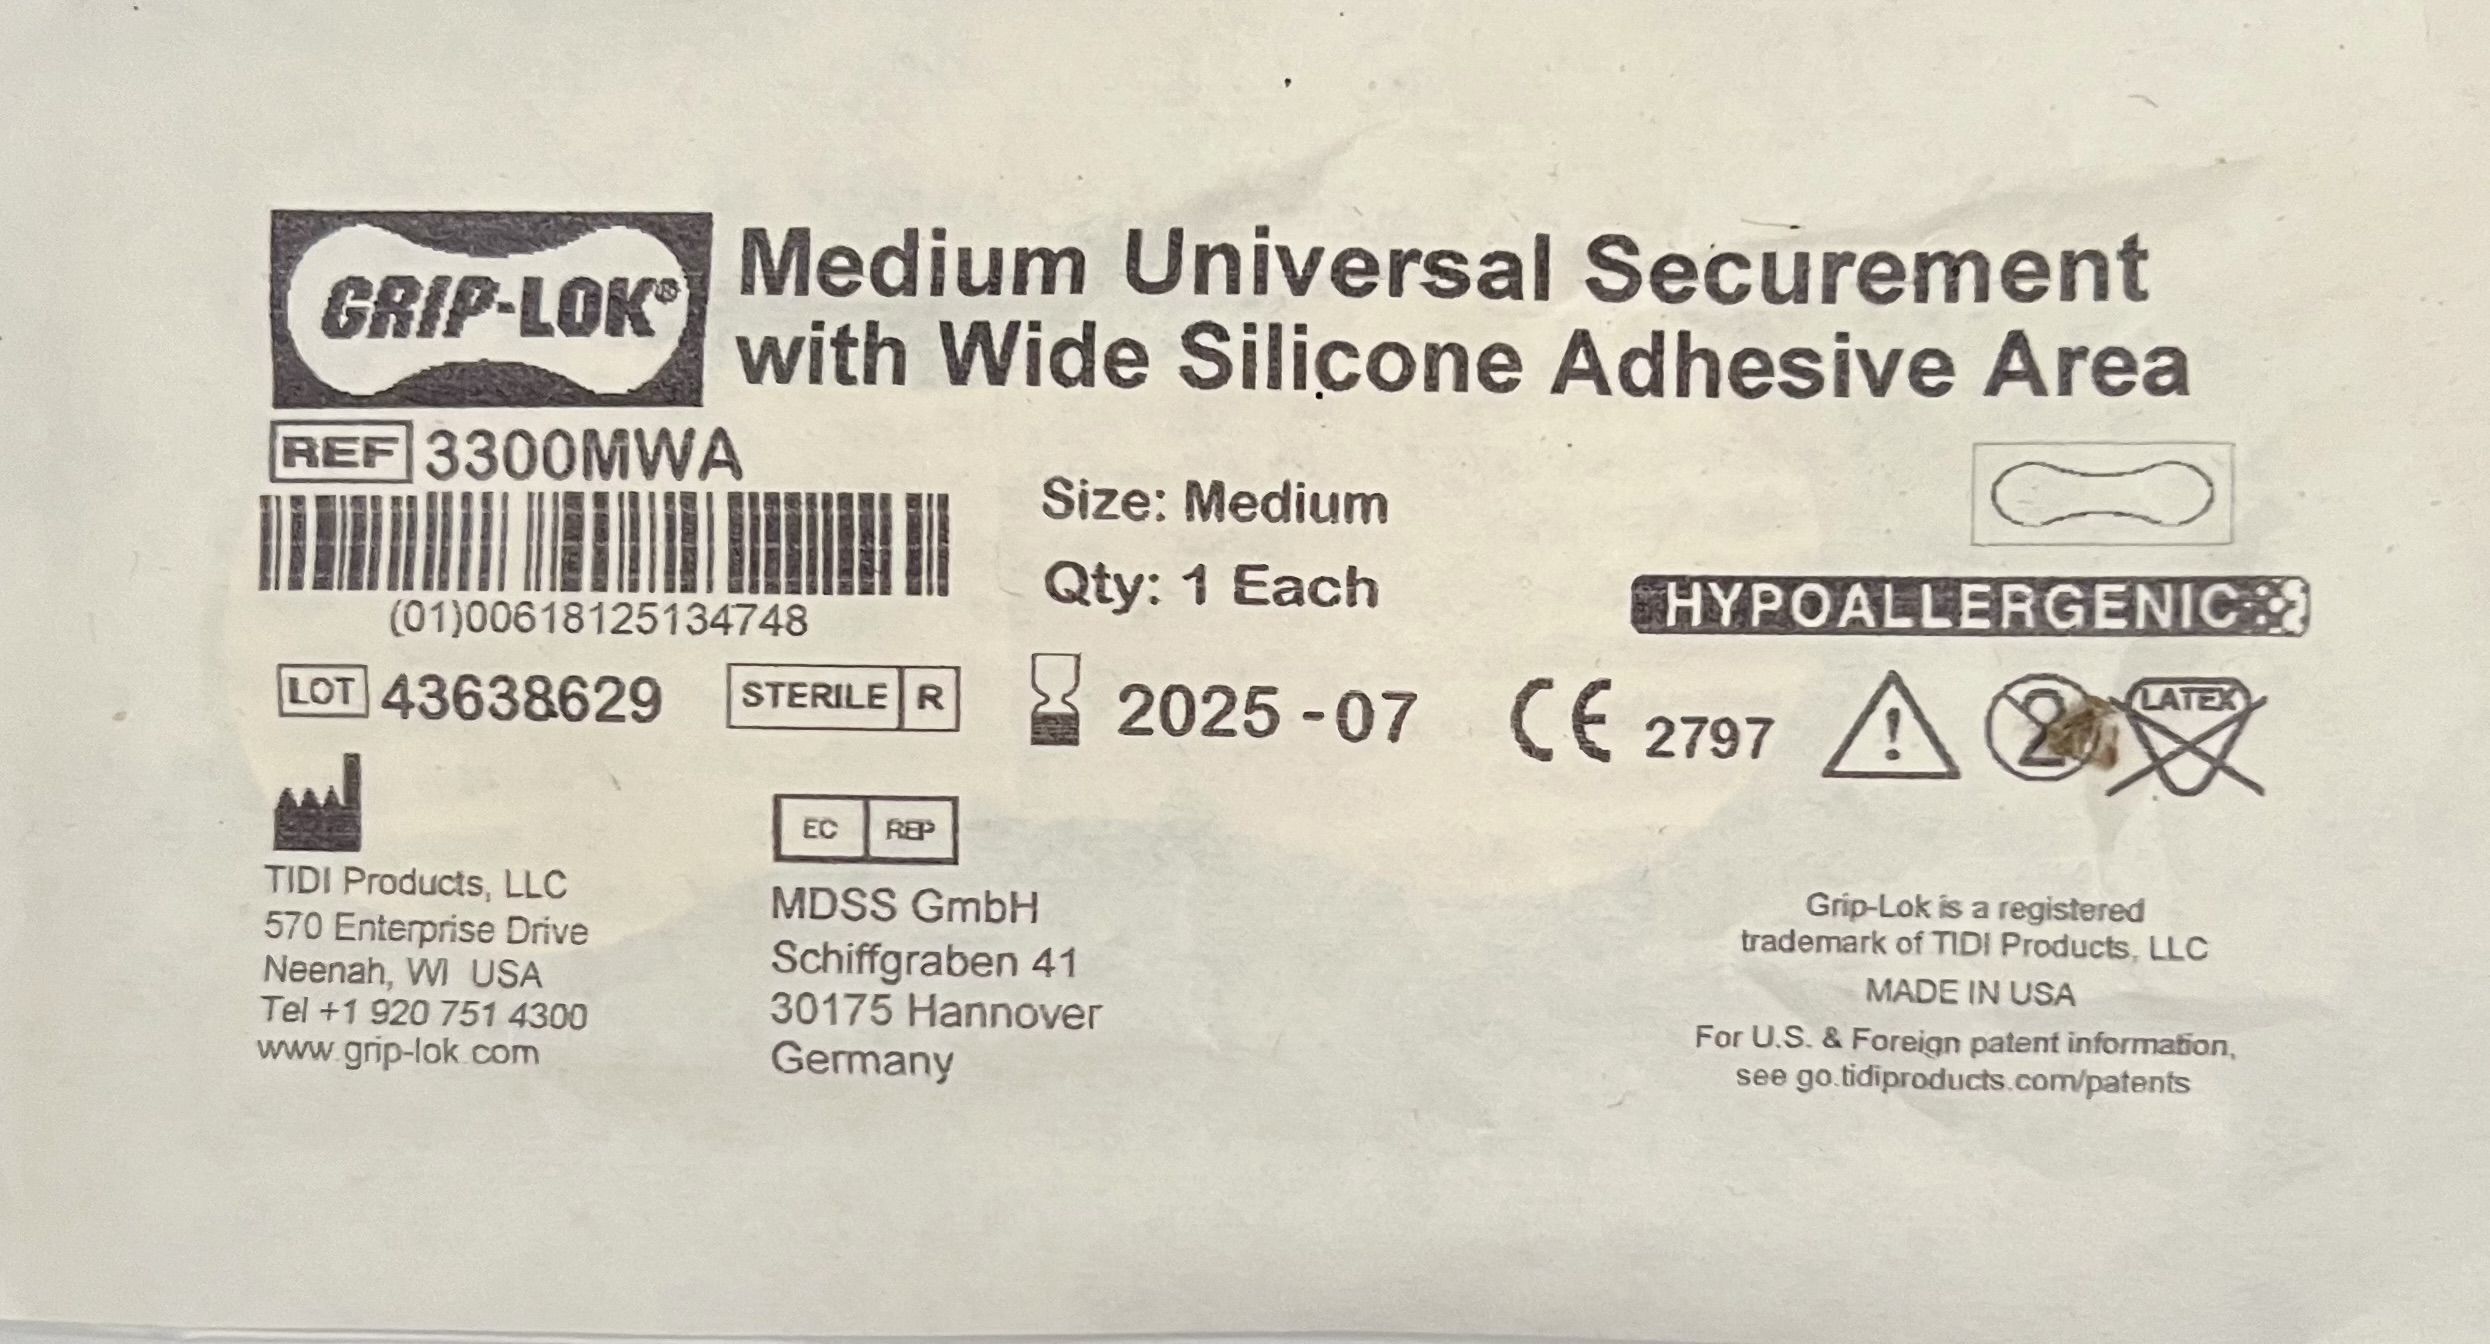 GRIP-LOK®
Medium Universal Securement
with Wide Silicone Adhesive Area
REF 3300MWA
(01)00618125134748
Size: Medium
Qty: 1 Each
HYPOALLERGENIC
LOT 43638629
STERILE R
2025-07
CE 2797
!
2
LATEX
TIDI Products, LLC
570 Enterprise Drive
Neenah, WI USA
Tel +1 920 751 4300
www.grip-lok.com
EC REP
MDSS GmbH
Schiffgraben 41
30175 Hannover
Germany
Grip-Lok is a registered
trademark of TIDI Products, LLC
MADE IN USA
For U.S. & Foreign patent information,
see go.tidiproducts.com/patents